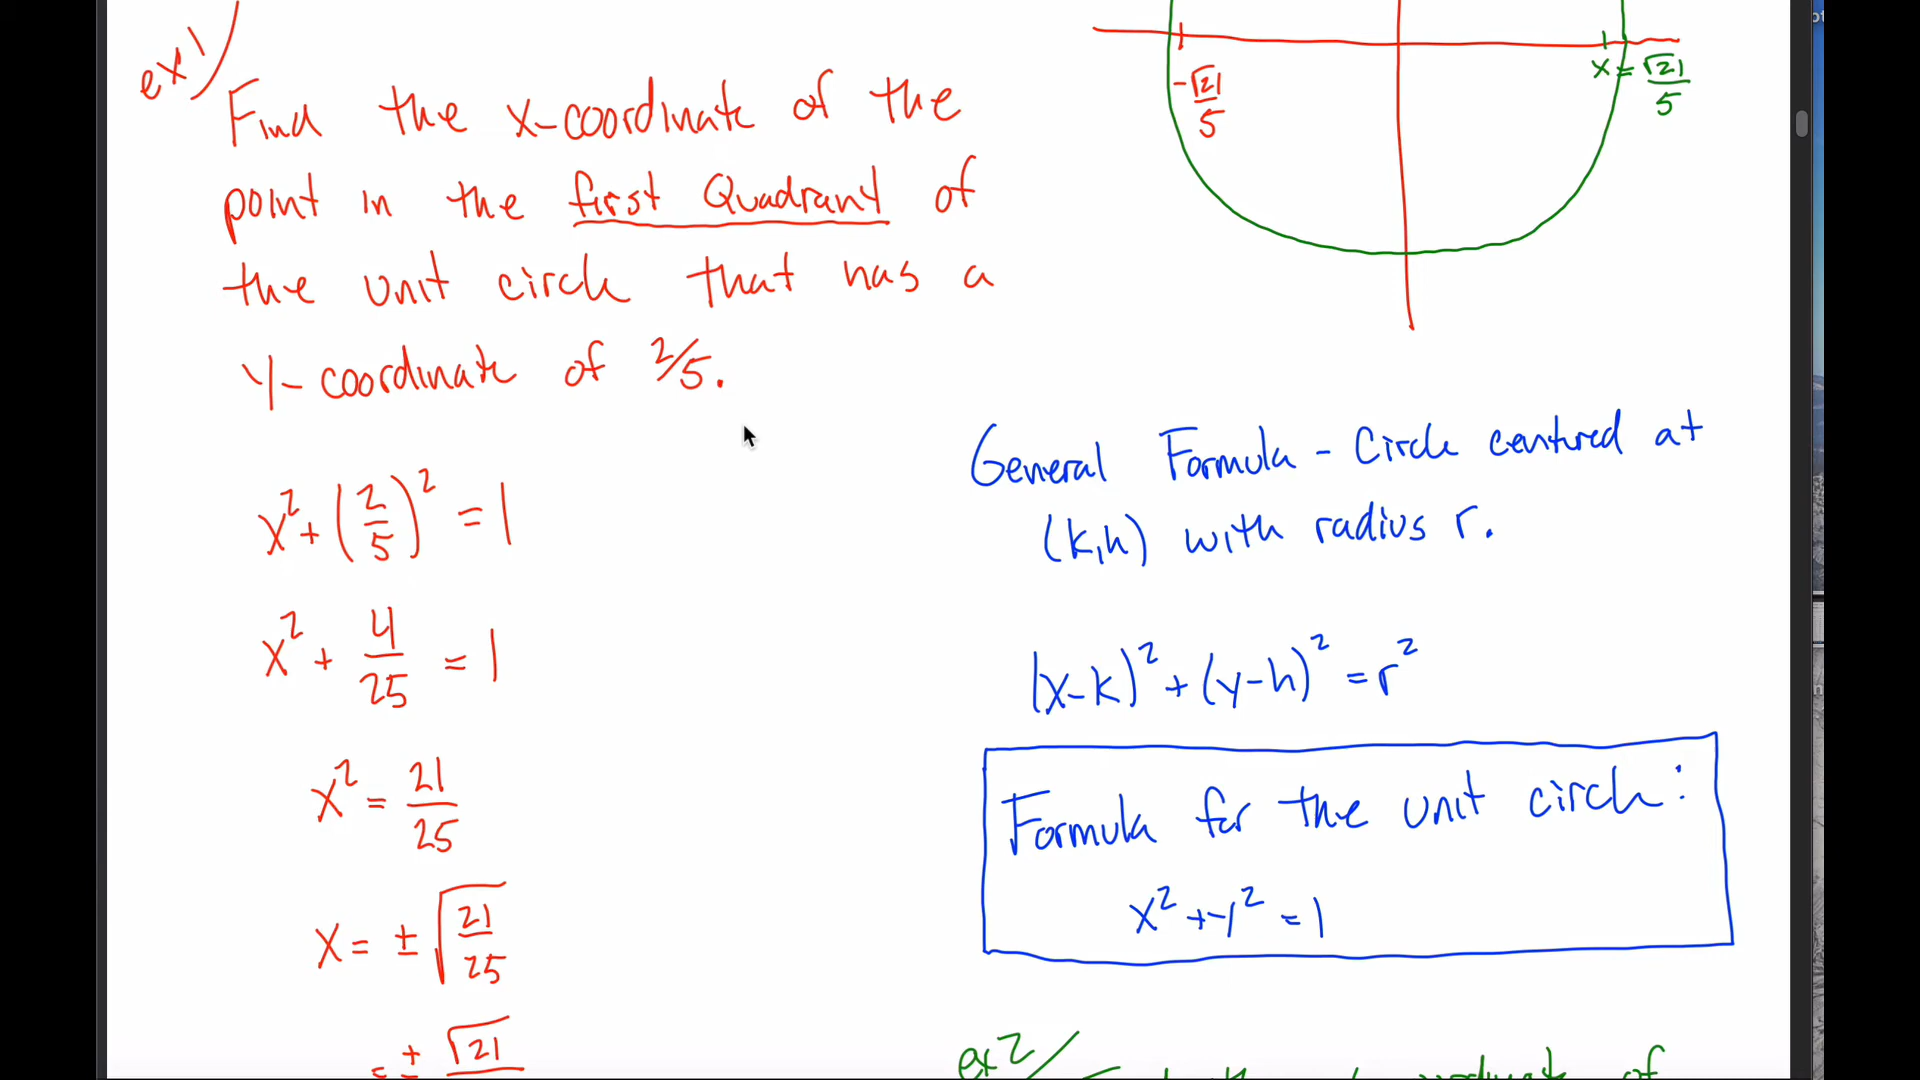 ex1)
Find the x-coordinate of the
point in the first Quadrant of
the unit circle that has a
y-coordinate of 2/5.
x² + (2/5)² = 1
x² + 4/25 = 1
x² = 21/25
x = ± √(21/25)
= ± √21
-√21/5
x = √21/5
General Formula - Circle centured at
(k,h) with radius r.
(x-k)² + (y-h)² = r²
Formula for the unit circle:
x² + y² = 1
ex2/